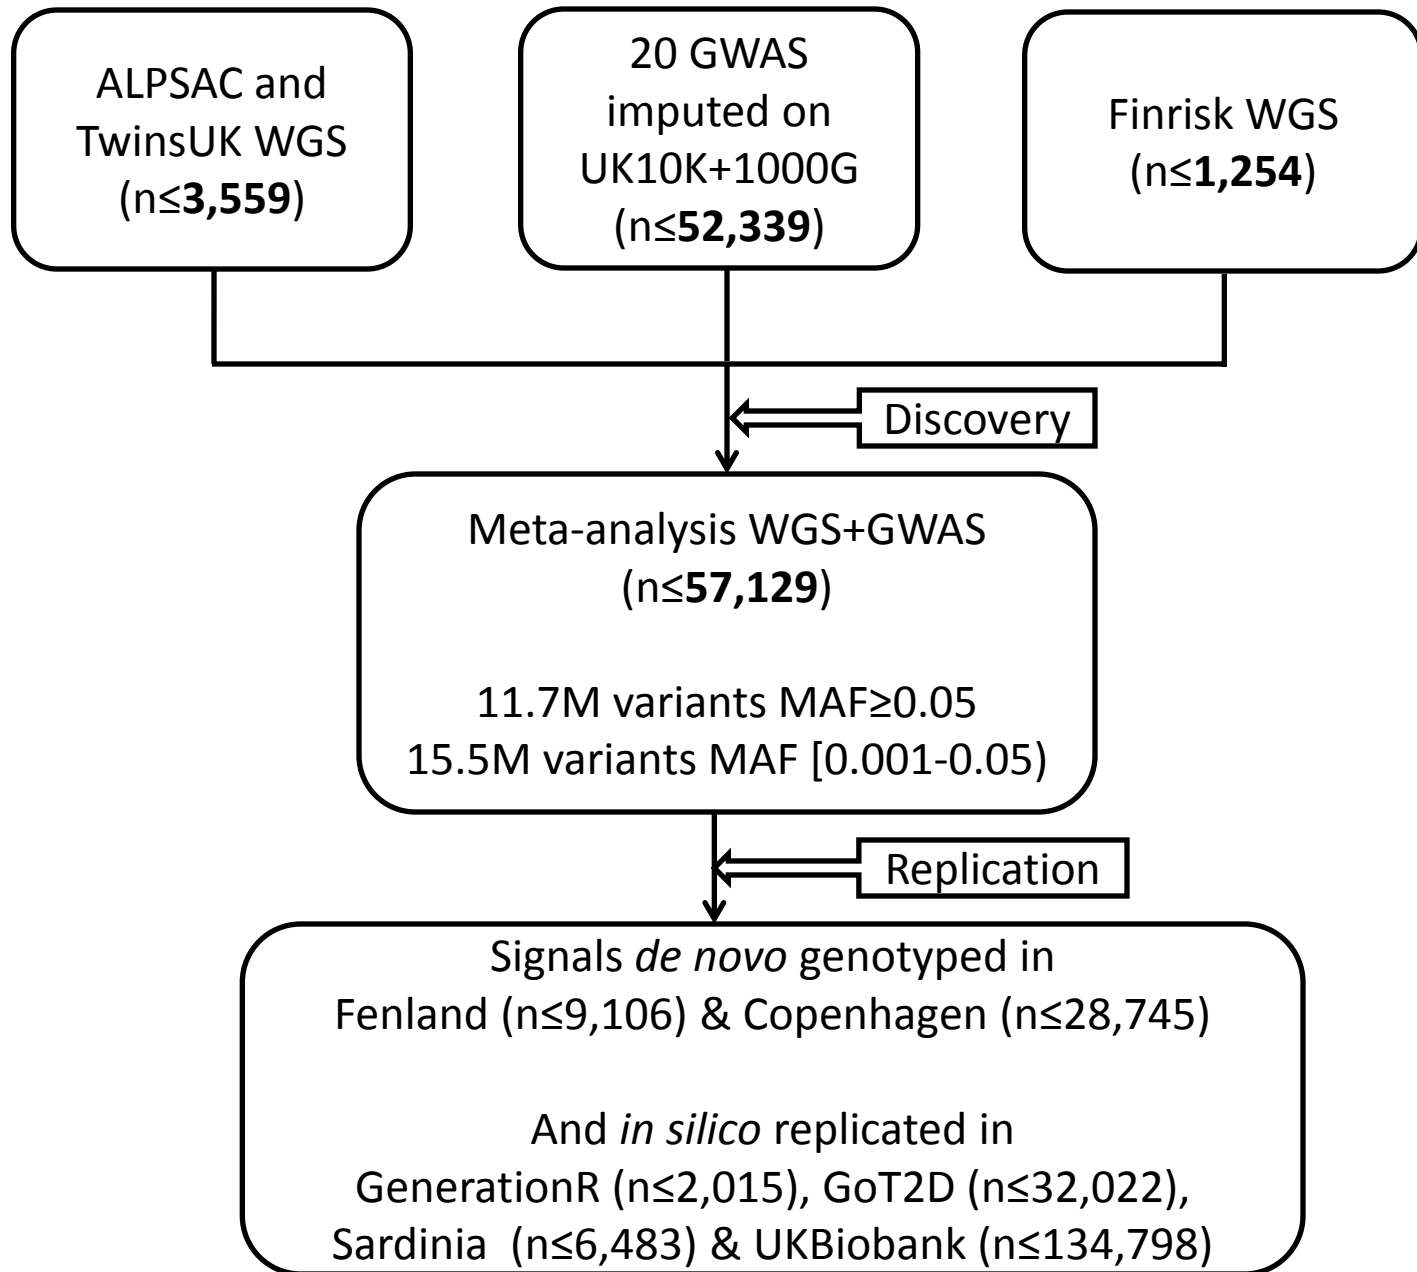 ALPSAC and
TwinsUK WGS
(n≤3,559)
20 GWAS
imputed on
UK10K+1000G
(n≤52,339)
Finrisk WGS
(n≤1,254)
Discovery
Meta-analysis WGS+GWAS
(n≤57,129)
11.7M variants MAF≥0.05
15.5M variants MAF [0.001-0.05)
Replication
Signals de novo genotyped in
Fenland (n≤9,106) & Copenhagen (n≤28,745)
And in silico replicated in
GenerationR (n≤2,015), GoT2D (n≤32,022),
Sardinia (n≤6,483) & UKBiobank (n≤134,798)